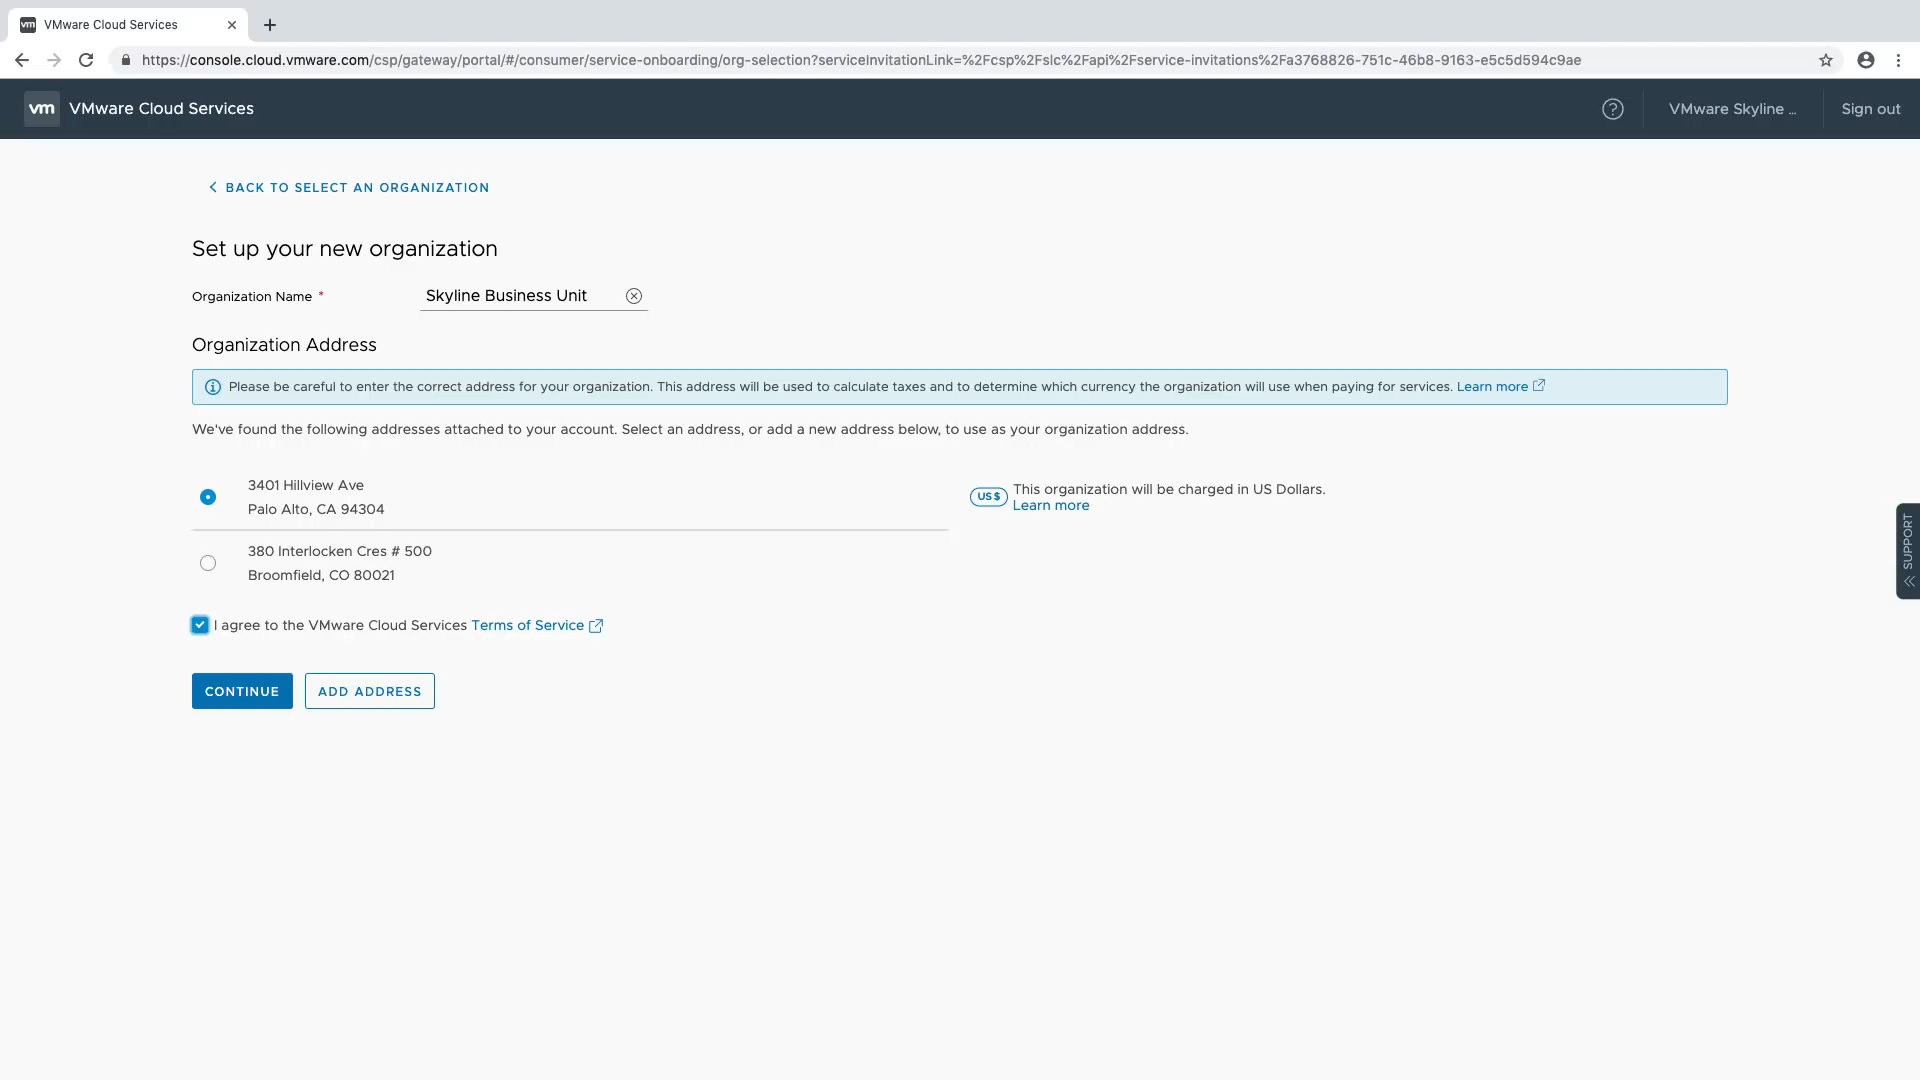 vm VMware Cloud Services
https://console.cloud.vmware.com/csp/gateway/portal/#/consumer/service-onboarding/org-selection?serviceInvitationLink=%2Fcsp%2Fslc%2Fapi%2Fservice-invitations%2Fa3768826-751c-46b8-9163-e5c5d594c9ae
vm VMware Cloud Services
VMware Skyline ...
Sign out
BACK TO SELECT AN ORGANIZATION
Set up your new organization
Organization Name * Skyline Business Unit
Organization Address
Please be careful to enter the correct address for your organization. This address will be used to calculate taxes and to determine which currency the organization will use when paying for services. Learn more
We've found the following addresses attached to your account. Select an address, or add a new address below, to use as your organization address.
3401 Hillview Ave
Palo Alto, CA 94304
US $ This organization will be charged in US Dollars.
Learn more
380 Interlocken Cres # 500
Broomfield, CO 80021
SUPPORT
I agree to the VMware Cloud Services Terms of Service
CONTINUE ADD ADDRESS